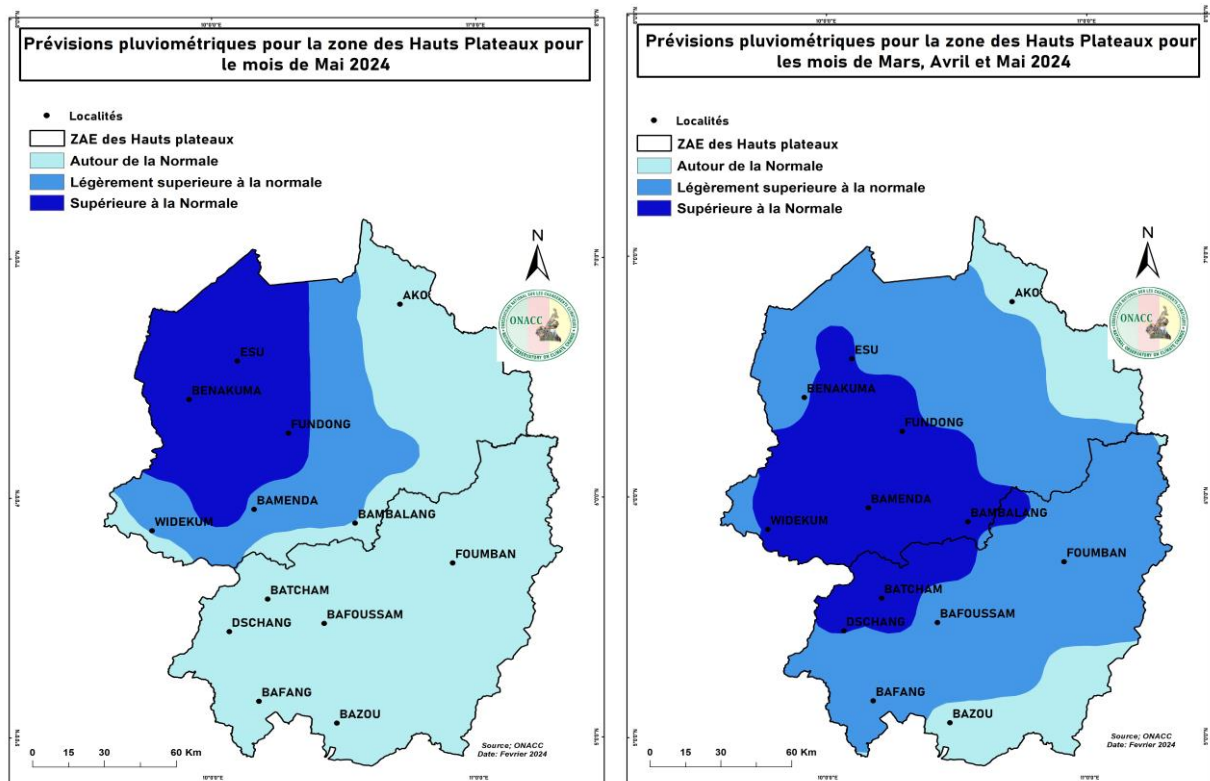 Prévisions pluviométriques pour la zone des Hauts Plateaux pour
le mois de Mai 2024
Localités
ZAE des Hauts plateaux
Autour de la Normale
Légèrement superieure à la normale
Supérieure à la Normale
N
ONACC
AKO
ESU
BENAKUMA
FUNDONG
BAMENDA
WIDEKUM
BAMBALANG
FOUMBAN
BATCHAM
BAFOUSSAM
DSCHANG
BAFANG
BAZOU
0 15 30 60 Km
Source; ONACC
Date: Fevrier 2024
Prévisions pluviométriques pour la zone des Hauts Plateaux pour
les mois de Mars, Avril et Mai 2024
Localités
ZAE des Hauts plateaux
Autour de la Normale
Légèrement superieure à la normale
Supérieure à la Normale
N
ONACC
AKO
ESU
BENAKUMA
FUNDONG
BAMENDA
WIDEKUM
BAMBALANG
FOUMBAN
BATCHAM
BAFOUSSAM
DSCHANG
BAFANG
BAZOU
0 15 30 60 Km
Source; ONACC
Date: Fevrier 2024